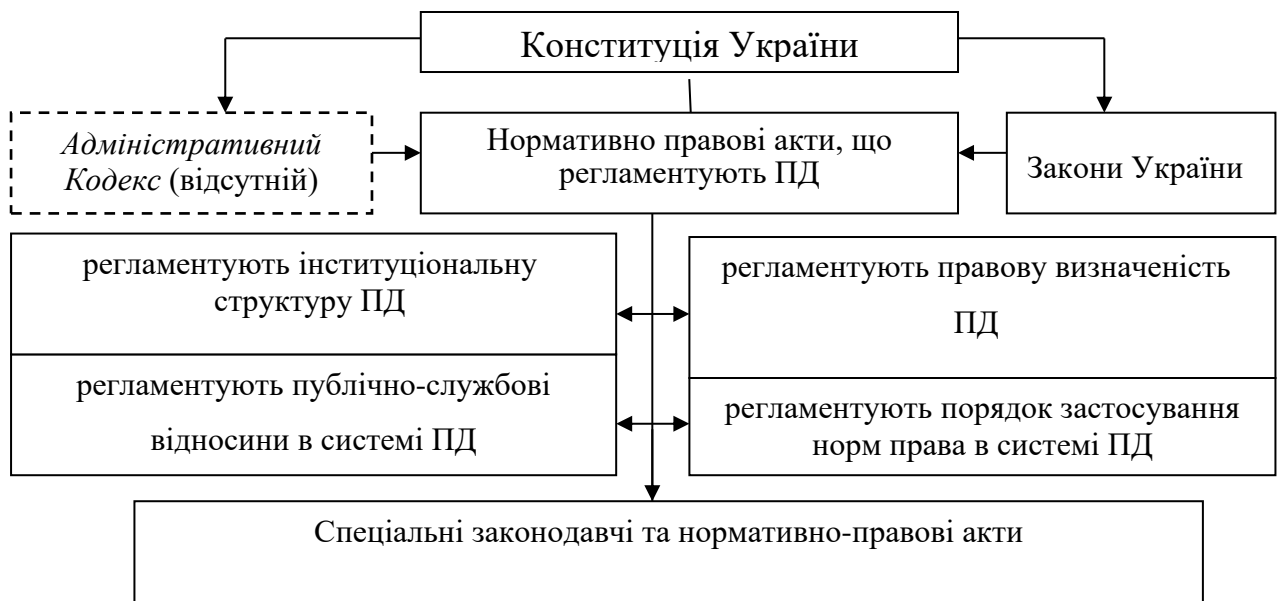 Конституція України
Адміністративний
Кодекс (відсутній)
Нормативно правові акти, що
регламентують ПД
Закони України
регламентують інституціональну
структуру ПД
регламентують правову визначеність
ПД
регламентують публічно-службові
відносини в системі ПД
регламентують порядок застосування
норм права в системі ПД
Спеціальні законодавчі та нормативно-правові акти